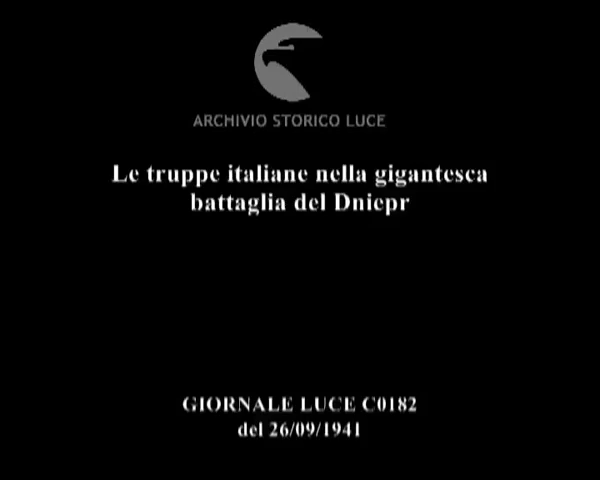 ARCHIVIO STORICO LUCE
Le truppe italiane nella gigantesca
battaglia del Dniepr
GIORNALE LUCE C0182
del 26/09/1941